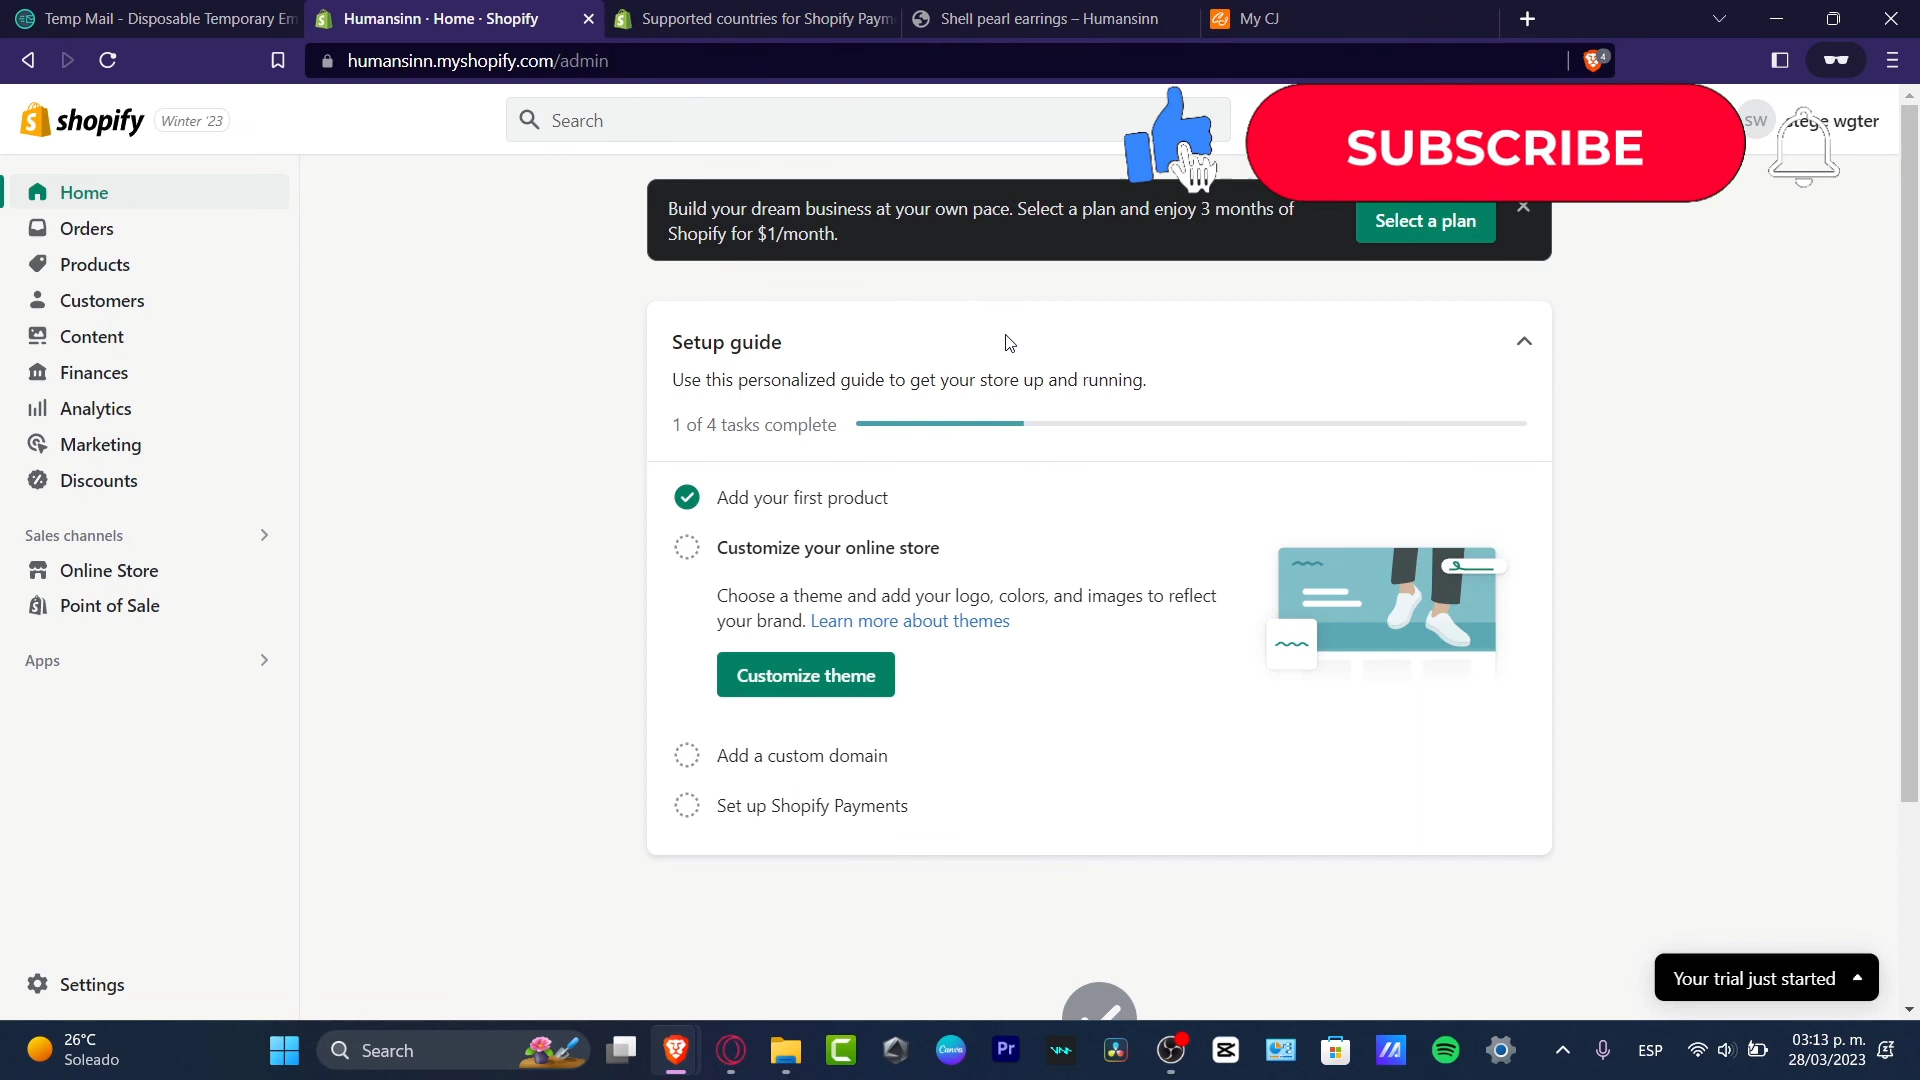 Temp Mail - Disposable Temporary Em
Humansinn · Home · Shopify
Supported countries for Shopify Paym
Shell pearl earrings – Humansinn
My CJ
humansinn.myshopify.com/admin
4
shopify
Winter '23
Search
SW
stege wgter
SUBSCRIBE
Build your dream business at your own pace. Select a plan and enjoy 3 months of
Shopify for $1/month.
Select a plan
Home
Orders
Products
Customers
Content
Finances
Analytics
Marketing
Discounts
Sales channels
Online Store
Point of Sale
Apps
Settings
Setup guide
Use this personalized guide to get your store up and running.
1 of 4 tasks complete
Add your first product
Customize your online store
Choose a theme and add your logo, colors, and images to reflect
your brand. Learn more about themes
Customize theme
Add a custom domain
Set up Shopify Payments
Your trial just started
26°C
Soleado
Search
Canva
Pr
ESP
03:13 p. m.
28/03/2023